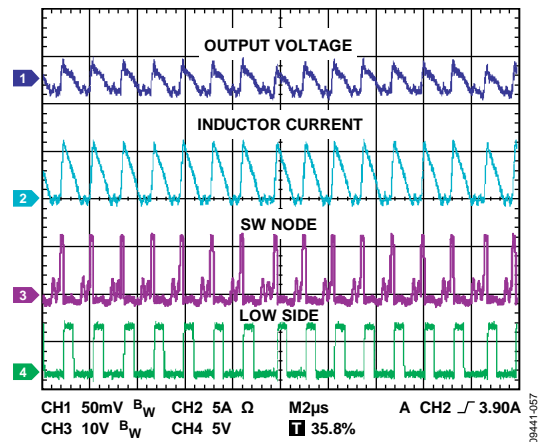 OUTPUT VOLTAGE
1
INDUCTOR CURRENT
2
SW NODE
3
LOW SIDE
4
CH1 50mV BW CH2 5A Ω M2µs A CH2 3.90A
CH3 10V BW CH4 5V T 35.8%
09441-057